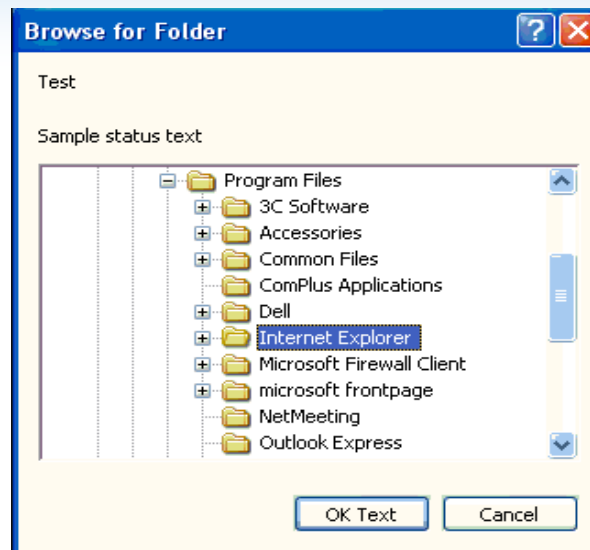 Browse for Folder
Test
Sample status text
Program Files
3C Software
Accessories
Common Files
ComPlus Applications
Dell
Internet Explorer
Microsoft Firewall Client
microsoft frontpage
NetMeeting
Outlook Express
OK Text Cancel